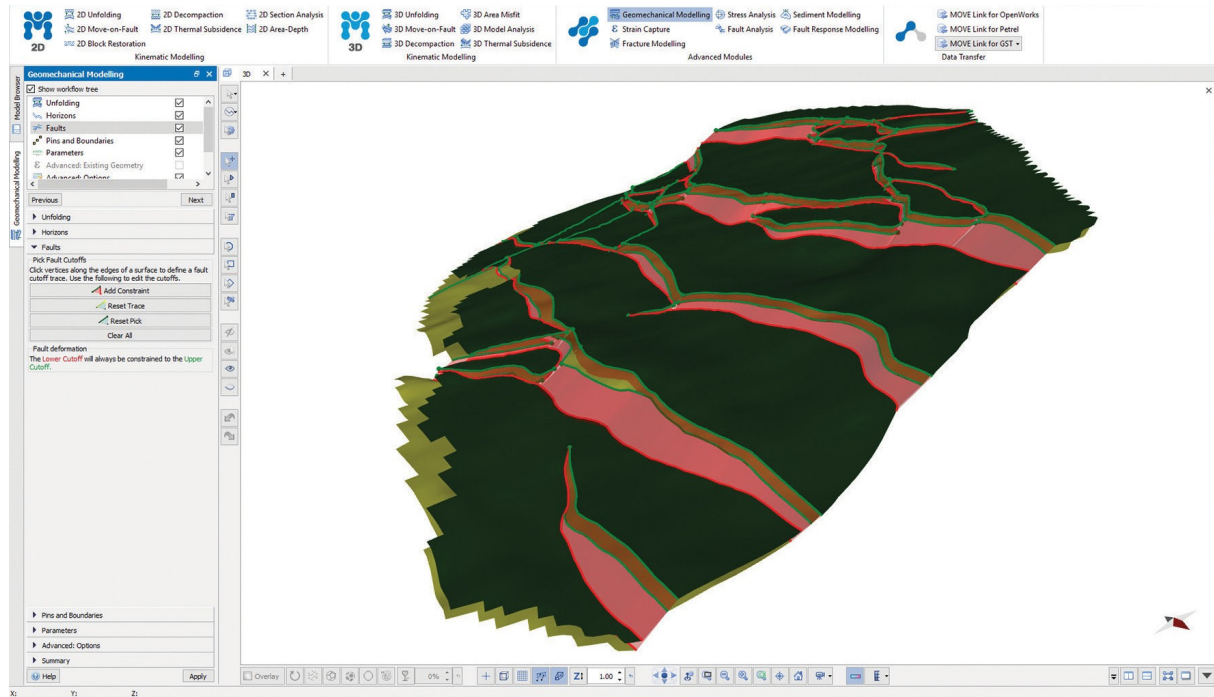 2D Unfolding
2D Decompaction
2D Section Analysis
2D Move-on-Fault
2D Thermal Subsidence
2D Area-Depth
2D Block Restoration
2D
Kinematic Modelling
3D Unfolding
3D Area Misfit
3D Move-on-Fault
3D Model Analysis
3D Decompaction
3D Thermal Subsidence
3D
Kinematic Modelling
Geomechanical Modelling
Stress Analysis
Sediment Modelling
Strain Capture
Fault Analysis
Fault Response Modelling
Fracture Modelling
Advanced Modules
MOVE Link for OpenWorks
MOVE Link for Petrel
MOVE Link for GST
Data Transfer
Model Browser
Geomechanical Modelling
Geomechanical Modelling
Show workflow tree
Unfolding
Horizons
Faults
Pins and Boundaries
Parameters
Advanced: Existing Geometry
Advanced: Options
Previous
Next
Unfolding
Horizons
Faults
Pick Fault Cutoffs
Click vertices along the edges of a surface to define a fault
cutoff trace. Use the following to edit the cutoffs.
Add Constraint
Reset Trace
Reset Pick
Clear All
Fault deformation
The Lower Cutoff will always be constrained to the Upper
Cutoff.
Pins and Boundaries
Parameters
Advanced: Options
Summary
Help
Apply
3D
Overlay
0%
Z:
1.00
X:
Y:
Z: